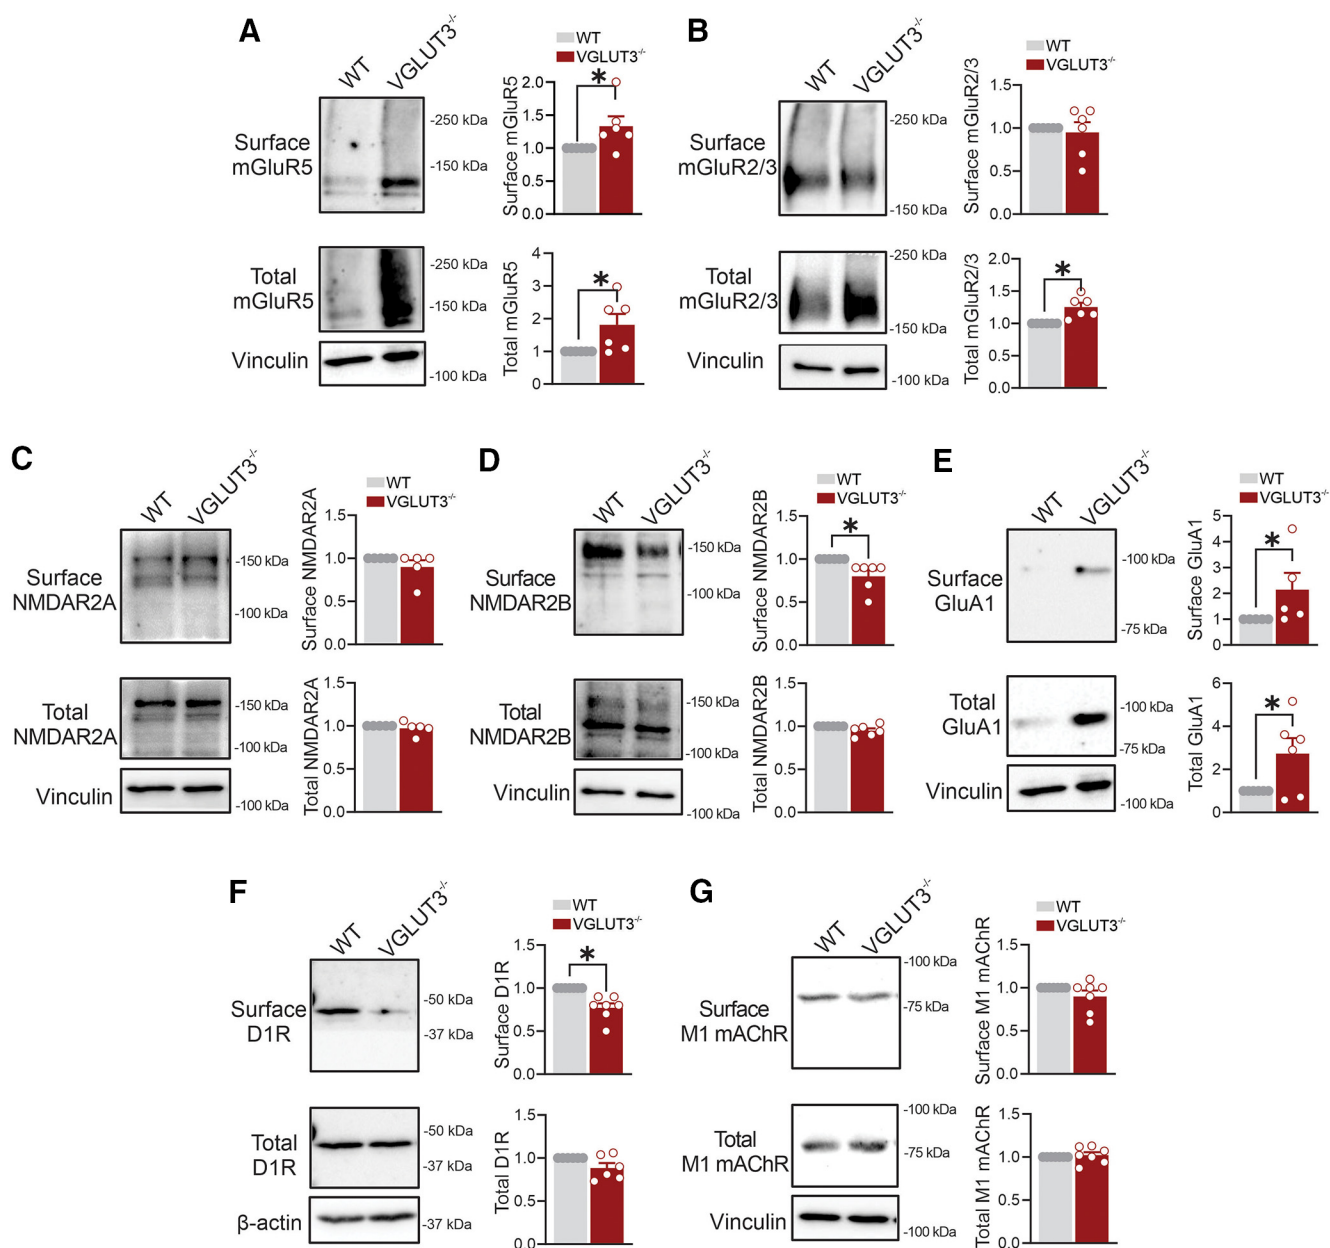 A
WT
VGLUT3-/-
WT
VGLUT3-/-
Surface
mGluR5
-250 kDa
-150 kDa
Surface mGluR5
2.0
1.5
1.0
0.5
0.0
*
Total
mGluR5
-250 kDa
-150 kDa
Vinculin
-100 kDa
Total mGluR5
4
3
2
1
0
*
B
WT
VGLUT3-/-
WT
VGLUT3-/-
Surface
mGluR2/3
-250 kDa
-150 kDa
Surface mGluR2/3
1.5
1.0
0.5
0.0
Total
mGluR2/3
-250 kDa
-150 kDa
Vinculin
-100 kDa
Total mGluR2/3
2.0
1.5
1.0
0.5
0.0
*
C
WT
VGLUT3-/-
WT
VGLUT3-/-
Surface
NMDAR2A
-150 kDa
-100 kDa
Surface NMDAR2A
1.5
1.0
0.5
0.0
Total
NMDAR2A
-150 kDa
-100 kDa
Vinculin
-100 kDa
Total NMDAR2A
1.5
1.0
0.5
0.0
D
WT
VGLUT3-/-
WT
VGLUT3-/-
Surface
NMDAR2B
-150 kDa
-100 kDa
Surface NMDAR2B
1.5
1.0
0.5
0.0
*
Total
NMDAR2B
-150 kDa
-100 kDa
Vinculin
-100 kDa
Total NMDAR2B
1.5
1.0
0.5
0.0
E
WT
VGLUT3-/-
WT
VGLUT3-/-
Surface
GluA1
-100 kDa
-75 kDa
Surface GluA1
5
4
3
2
1
0
*
Total
GluA1
-100 kDa
-75 kDa
Vinculin
-100 kDa
Total GluA1
6
4
2
0
*
F
WT
VGLUT3-/-
WT
VGLUT3-/-
Surface
D1R
-50 kDa
-37 kDa
Surface D1R
1.5
1.0
0.5
0.0
*
Total
D1R
-50 kDa
-37 kDa
β-actin
-37 kDa
Total D1R
1.5
1.0
0.5
0.0
G
WT
VGLUT3-/-
WT
VGLUT3-/-
Surface
M1 mAChR
-100 kDa
-75 kDa
Surface M1 mAChR
1.5
1.0
0.5
0.0
Total
M1 mAChR
-100 kDa
-75 kDa
Vinculin
-100 kDa
Total M1 mAChR
1.5
1.0
0.5
0.0